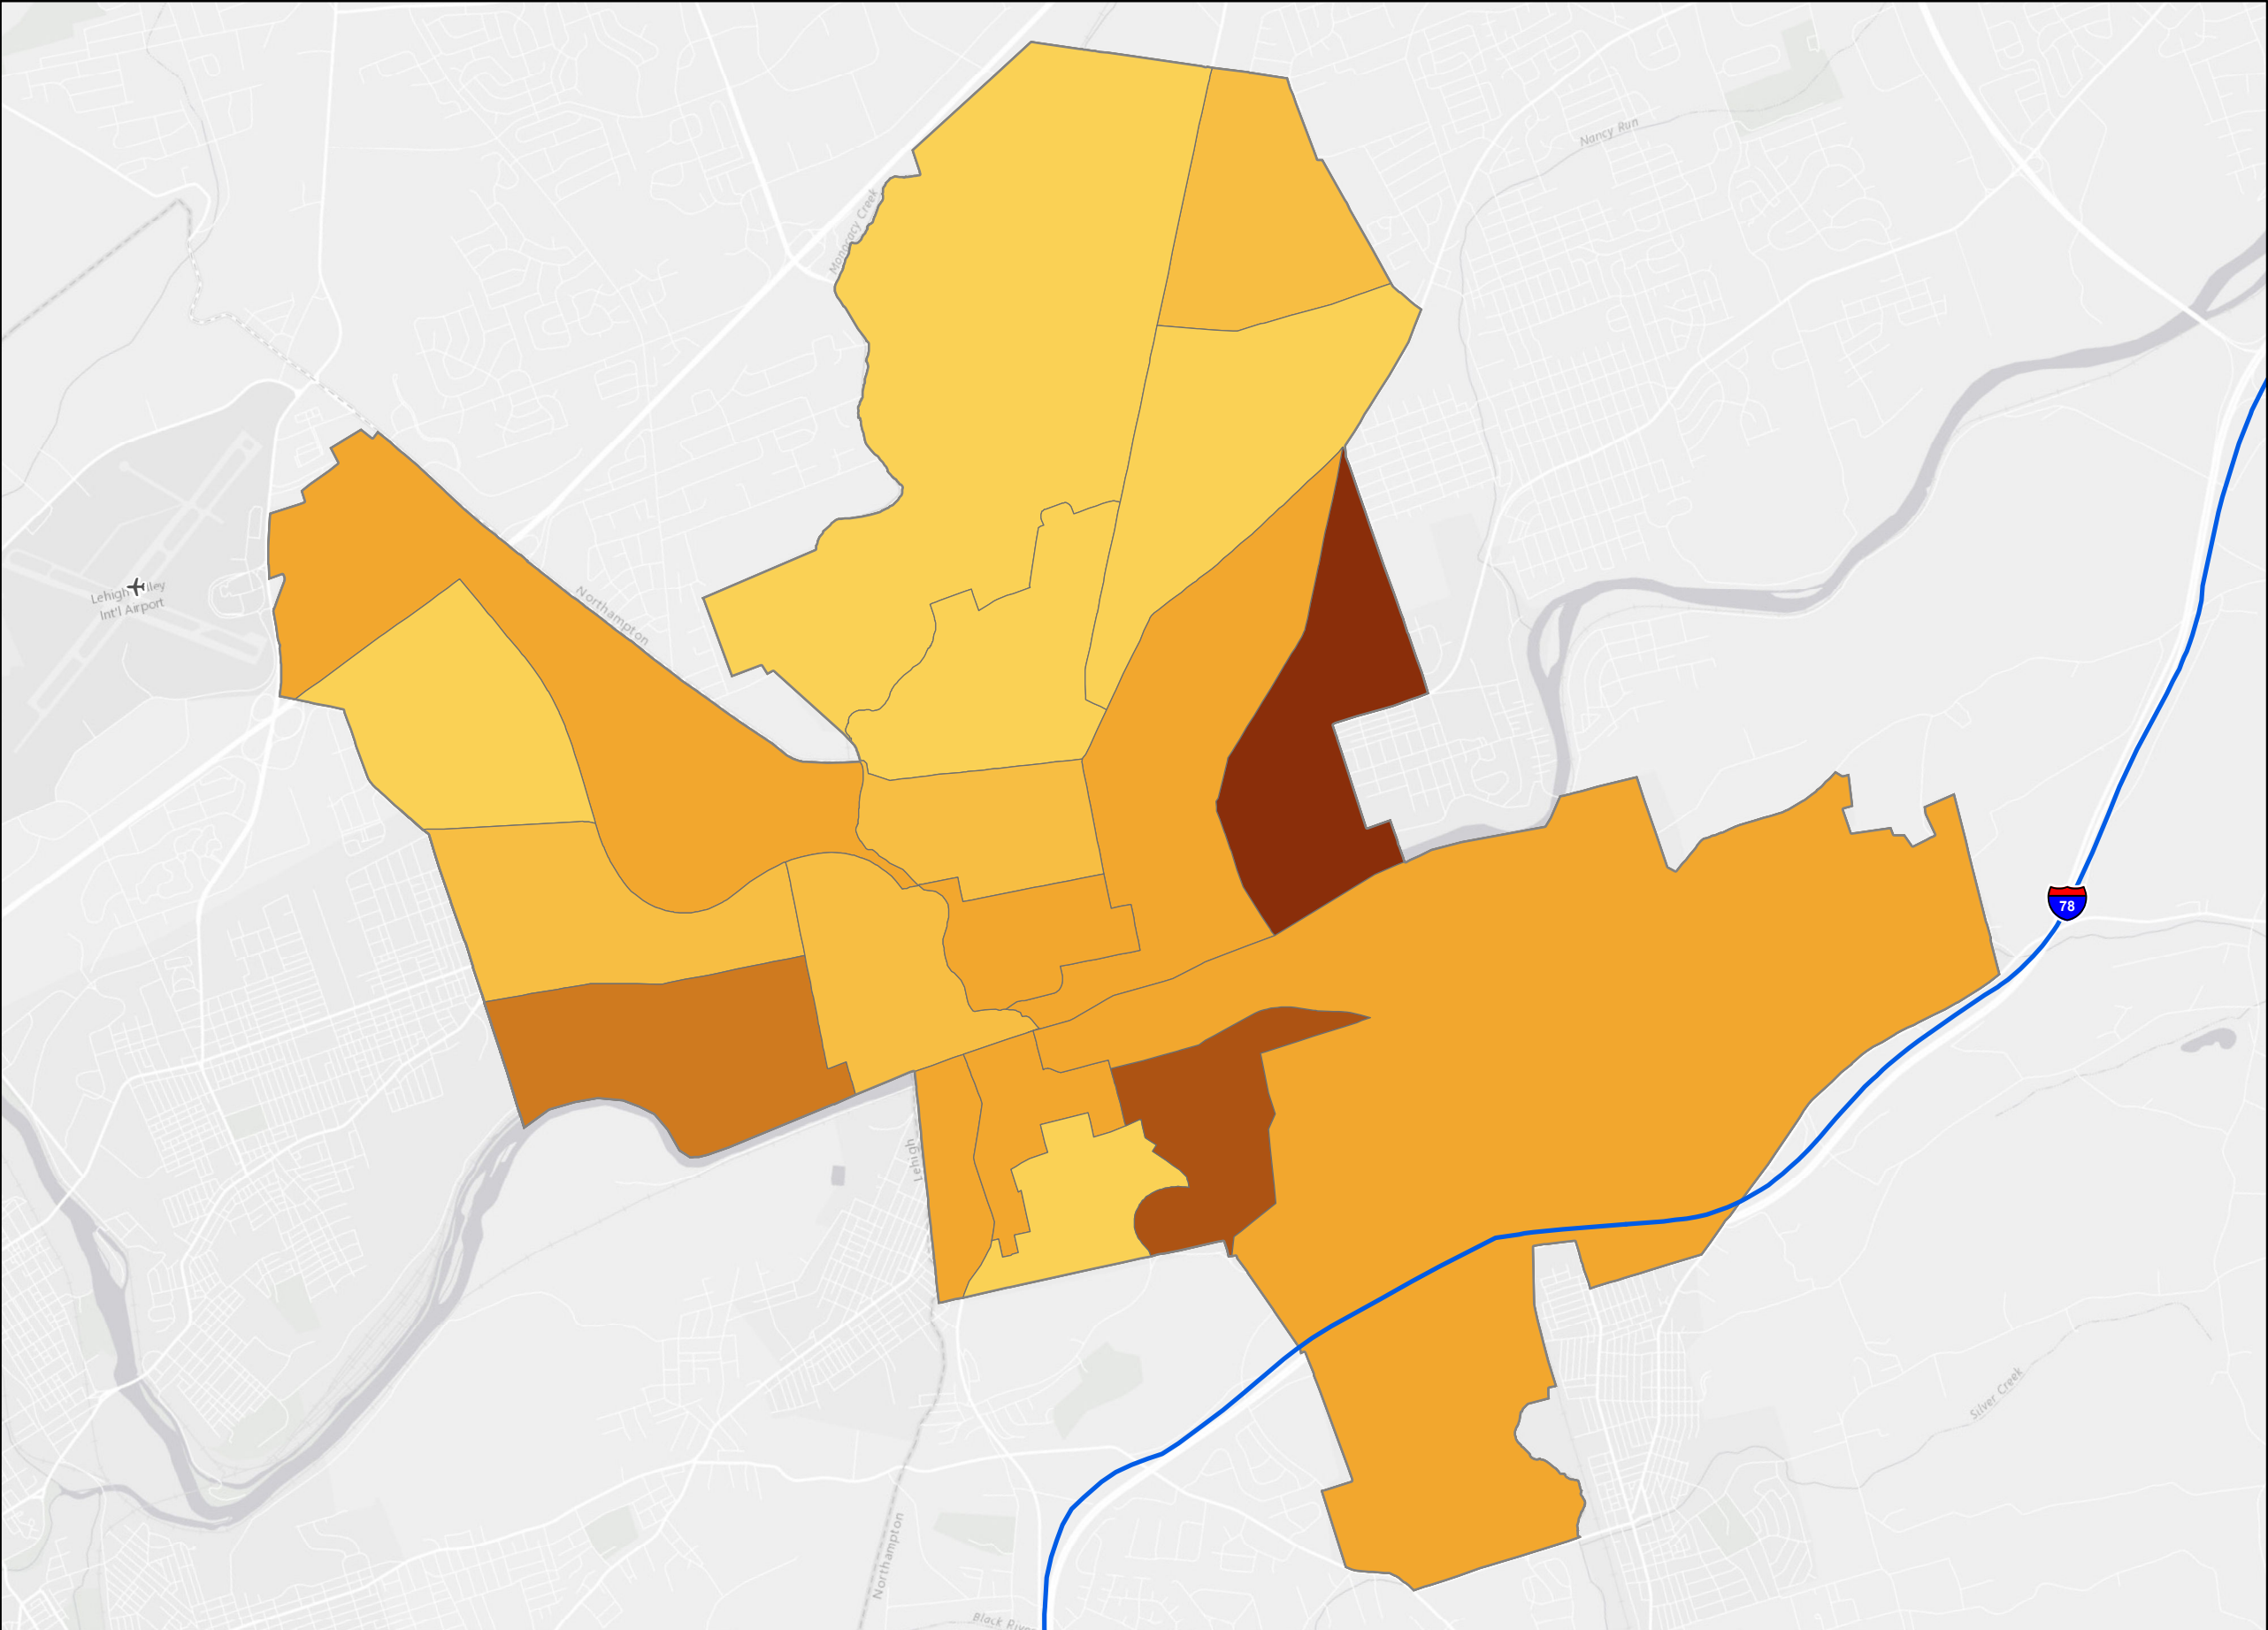 Nancy Run
Monocacy Creek
Lehigh Valley
Int'l Airport
Northampton
78
Lehigh
Silver Creek
Northampton
Black River